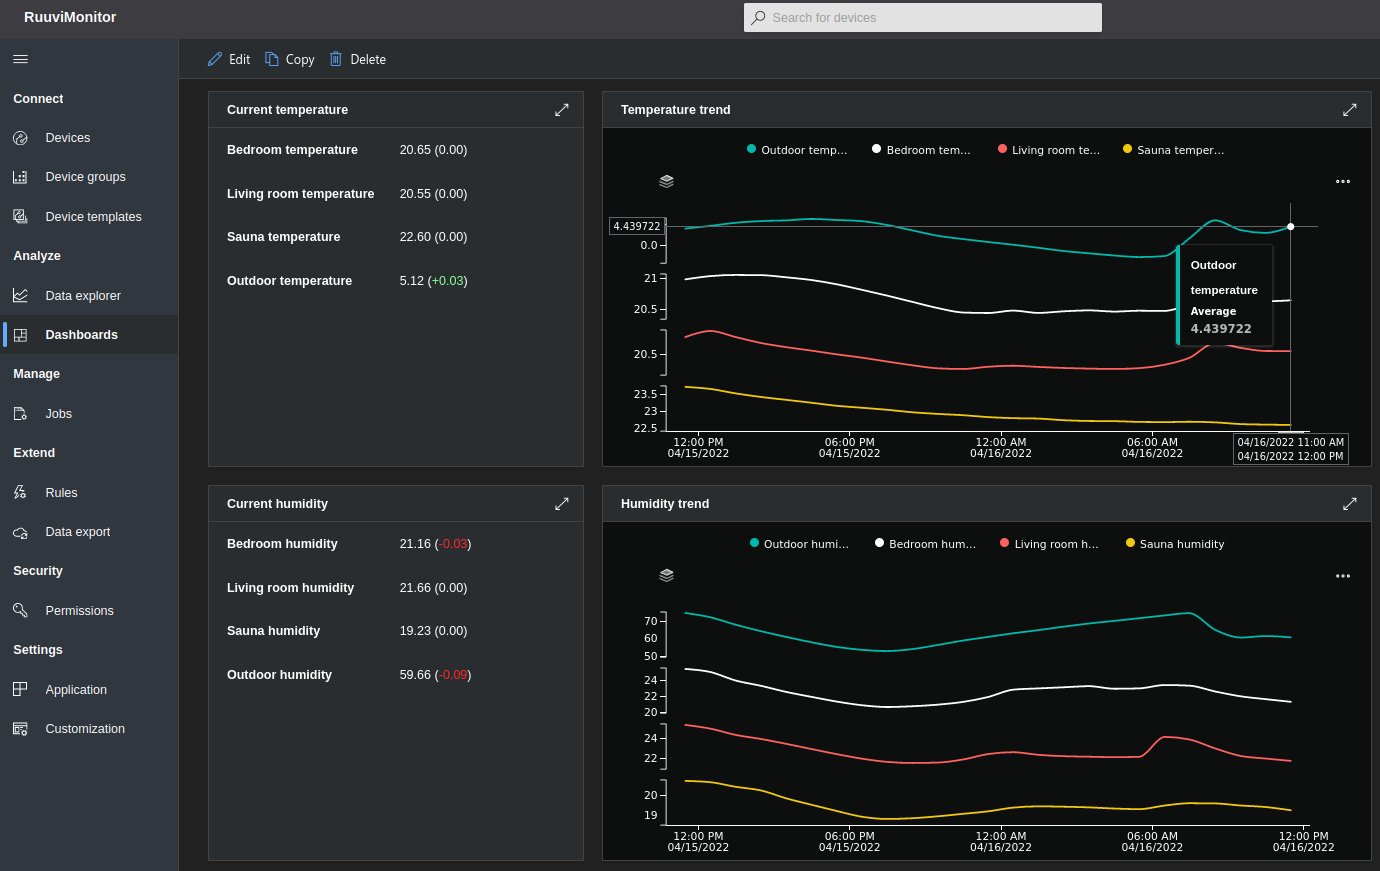 RuuviMonitor
Search for devices
Edit Copy Delete
Connect
Devices
Device groups
Device templates
Analyze
Data explorer
Dashboards
Manage
Jobs
Extend
Rules
Data export
Security
Permissions
Settings
Application
Customization
Current temperature
Bedroom temperature 20.65 (0.00)
Living room temperature 20.55 (0.00)
Sauna temperature 22.60 (0.00)
Outdoor temperature 5.12 (+0.03)
Temperature trend
Outdoor temp... Bedroom tem... Living room te... Sauna temper...
4.439722
0.0
21
20.5
20.5
23.5
23
22.5
Outdoor
temperature
Average
4.439722
12:00 PM 06:00 PM 12:00 AM 06:00 AM 04/16/2022 11:00 AM
04/15/2022 04/15/2022 04/16/2022 04/16/2022 04/16/2022 12:00 PM
Current humidity
Bedroom humidity 21.16 (-0.03)
Living room humidity 21.66 (0.00)
Sauna humidity 19.23 (0.00)
Outdoor humidity 59.66 (-0.09)
Humidity trend
Outdoor humi... Bedroom hum... Living room h... Sauna humidity
70
60
50
24
22
20
24
22
20
19
12:00 PM 06:00 PM 12:00 AM 06:00 AM 12:00 PM
04/15/2022 04/15/2022 04/16/2022 04/16/2022 04/16/2022